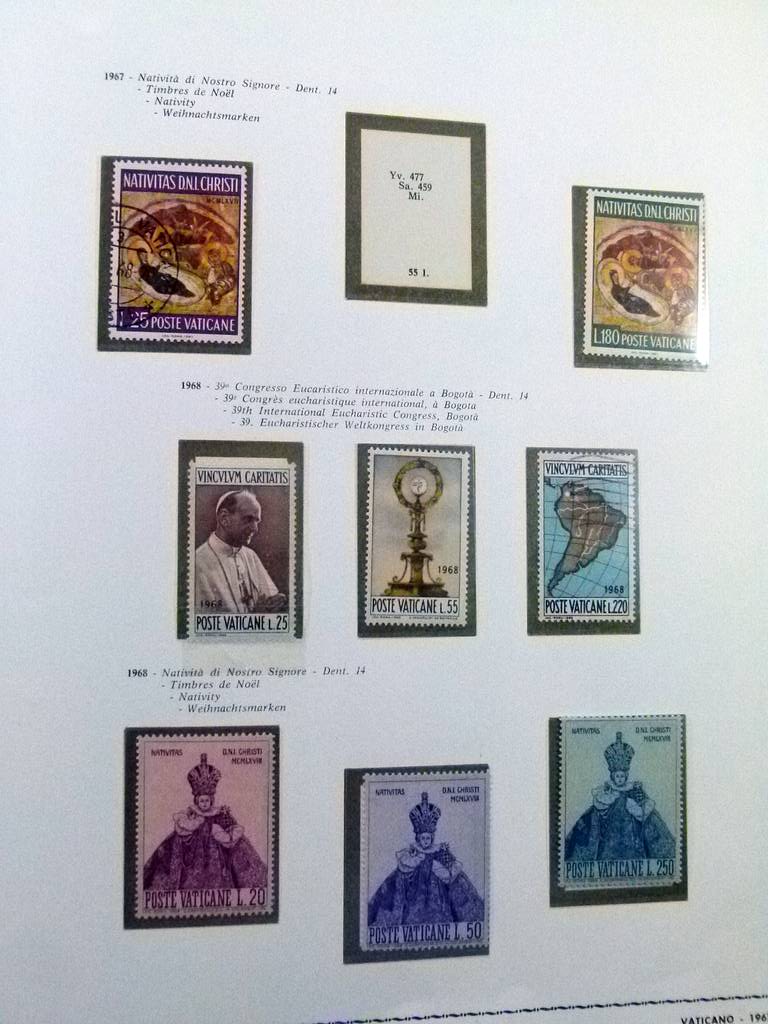 1967 - Natività di Nostro Signore - Dent. 14
- Timbres de Noël
- Nativity
- Weihnachtsmarken
NATIVITAS D.N.I. CHRISTI
MCMLXVII
L.25 POSTE VATICANE
Yv. 477
Sa. 459
Mi.
55 l.
NATIVITAS D.N.I. CHRISTI
L.180 POSTE VATICANE
1968 - 39º Congresso Eucaristico internazionale a Bogotà - Dent. 14
- 39e Congrès eucharistique international, à Bogota
- 39th International Eucharistic Congress, Bogotà
- 39. Eucharistischer Weltkongress in Bogotà
VINCVLVM CARITATIS
1968
POSTE VATICANE L.25
1968
POSTE VATICANE L.55
VINCVLVM CARITATIS
1968
POSTE VATICANE L.220
1968 - Natività di Nostro Signore - Dent. 14
- Timbres de Noël
- Nativity
- Weihnachtsmarken
NATIVITAS D.N.I. CHRISTI
MCMLXVIII
POSTE VATICANE L.20
NATIVITAS D.N.I. CHRISTI
MCMLXVIII
POSTE VATICANE L.50
NATIVITAS D.N.I. CHRISTI
MCMLXVIII
POSTE VATICANE L.250
VATICANO - 196